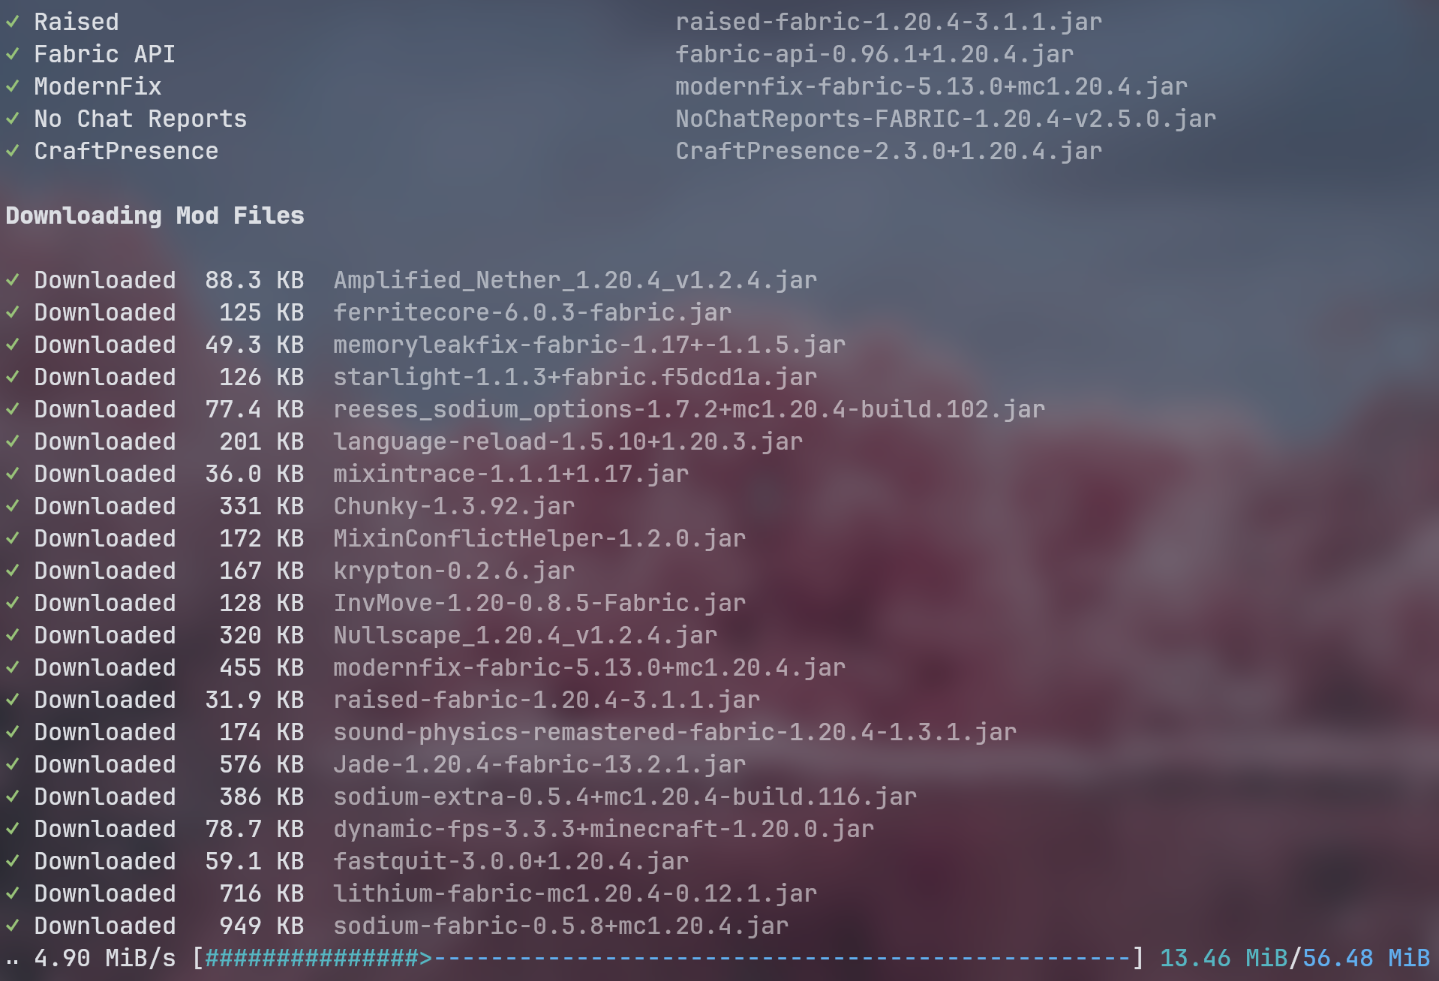 ✓ Raised raised-fabric-1.20.4-3.1.1.jar
✓ Fabric API fabric-api-0.96.1+1.20.4.jar
✓ ModernFix modernfix-fabric-5.13.0+mc1.20.4.jar
✓ No Chat Reports NoChatReports-FABRIC-1.20.4-v2.5.0.jar
✓ CraftPresence CraftPresence-2.3.0+1.20.4.jar
Downloading Mod Files
✓ Downloaded 88.3 KB Amplified_Nether_1.20.4_v1.2.4.jar
✓ Downloaded 125 KB ferritecore-6.0.3-fabric.jar
✓ Downloaded 49.3 KB memoryleakfix-fabric-1.17+-1.1.5.jar
✓ Downloaded 126 KB starlight-1.1.3+fabric.f5dcd1a.jar
✓ Downloaded 77.4 KB reeses_sodium_options-1.7.2+mc1.20.4-build.102.jar
✓ Downloaded 201 KB language-reload-1.5.10+1.20.3.jar
✓ Downloaded 36.0 KB mixintrace-1.1.1+1.17.jar
✓ Downloaded 331 KB Chunky-1.3.92.jar
✓ Downloaded 172 KB MixinConflictHelper-1.2.0.jar
✓ Downloaded 167 KB krypton-0.2.6.jar
✓ Downloaded 128 KB InvMove-1.20-0.8.5-Fabric.jar
✓ Downloaded 320 KB Nullscape_1.20.4_v1.2.4.jar
✓ Downloaded 455 KB modernfix-fabric-5.13.0+mc1.20.4.jar
✓ Downloaded 31.9 KB raised-fabric-1.20.4-3.1.1.jar
✓ Downloaded 174 KB sound-physics-remastered-fabric-1.20.4-1.3.1.jar
✓ Downloaded 576 KB Jade-1.20.4-fabric-13.2.1.jar
✓ Downloaded 386 KB sodium-extra-0.5.4+mc1.20.4-build.116.jar
✓ Downloaded 78.7 KB dynamic-fps-3.3.3+minecraft-1.20.0.jar
✓ Downloaded 59.1 KB fastquit-3.0.0+1.20.4.jar
✓ Downloaded 716 KB lithium-fabric-mc1.20.4-0.12.1.jar
✓ Downloaded 949 KB sodium-fabric-0.5.8+mc1.20.4.jar
.. 4.90 MiB/s [###############>-------------------------------------------------] 13.46 MiB/56.48 MiB